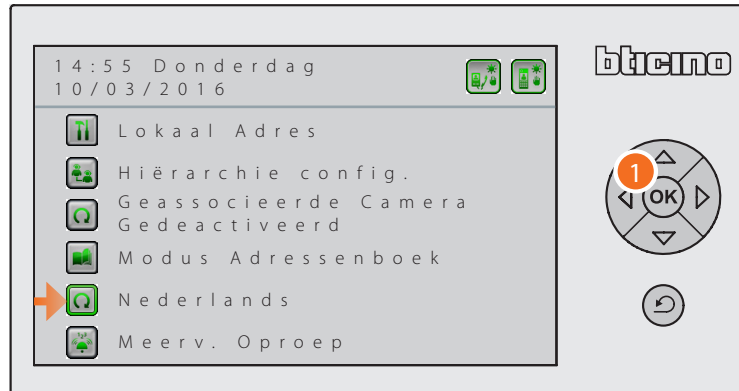 14:55 Donderdag
10/03/2016
bticino
Lokaal Adres
Hiërarchie config.
Geassocieerde Camera
Gedeactiveerd
Modus Adressenboek
Nederlands
Meerv. Oproep
1
OK